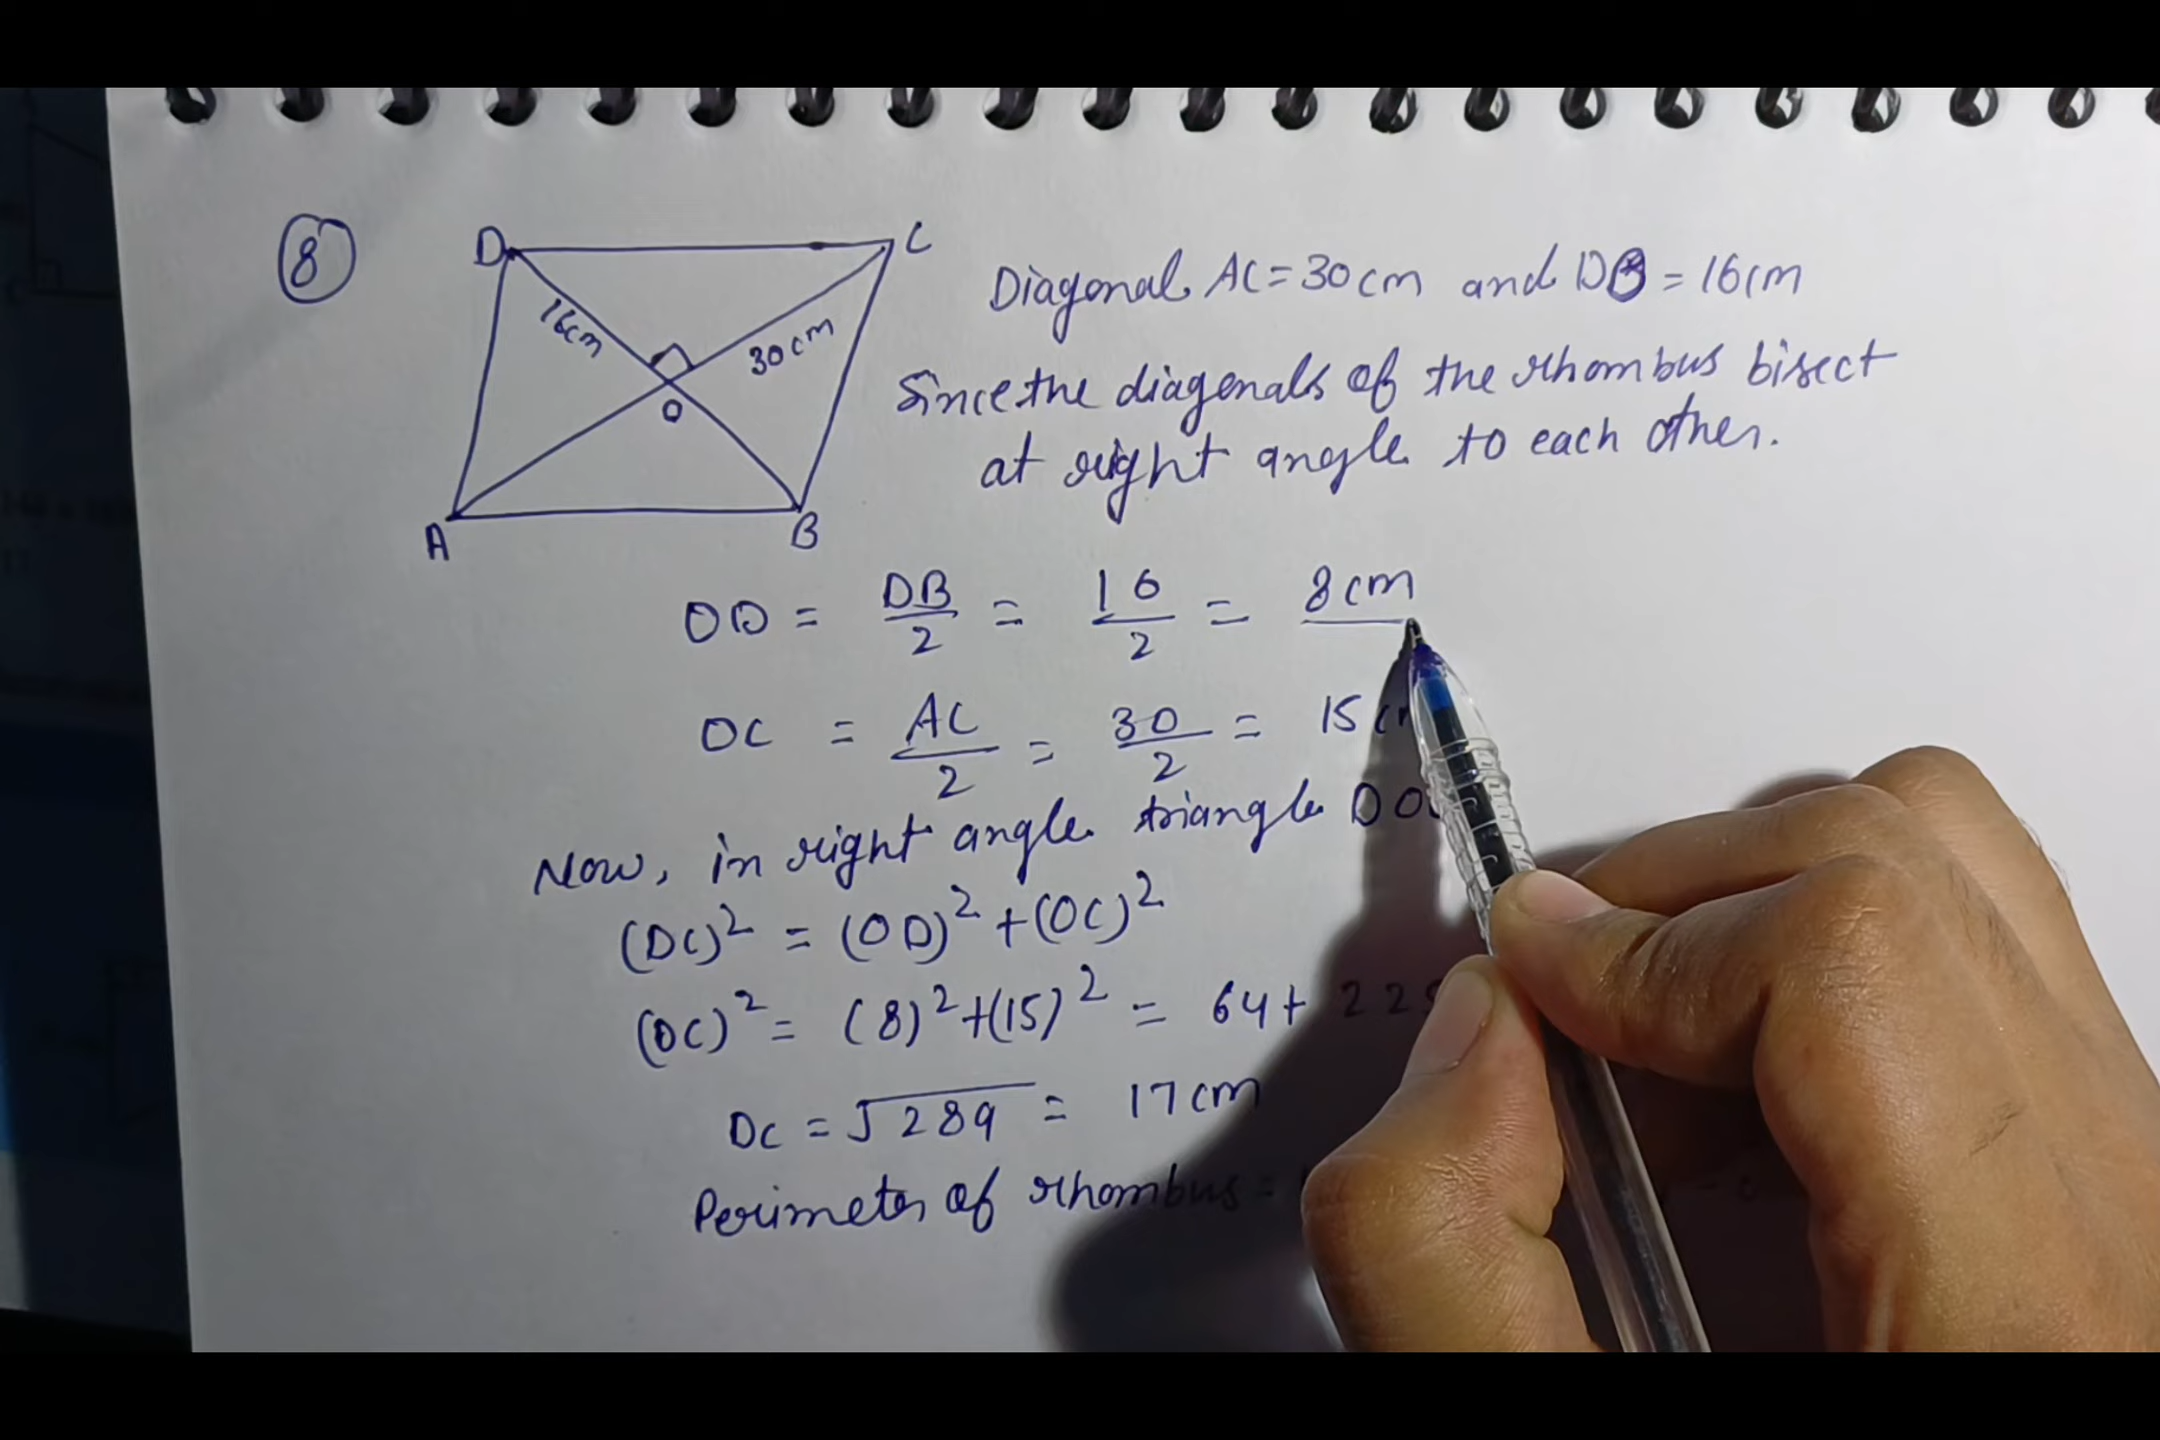 8
D
C
16cm
30cm
O
A
B
Diagonal AC = 30cm and DB = 16cm
Since the diagonals of the rhombus bisect
at right angle to each other.
OD = DB/2 = 16/2 = 8cm
OC = AC/2 = 30/2 = 15
Now, in right angle triangle
(DC)² = (OD)² + (OC)²
(DC)² = (8)² + (15)² = 64 + 225
DC = √289 = 17cm
Perimeter of rhombus =